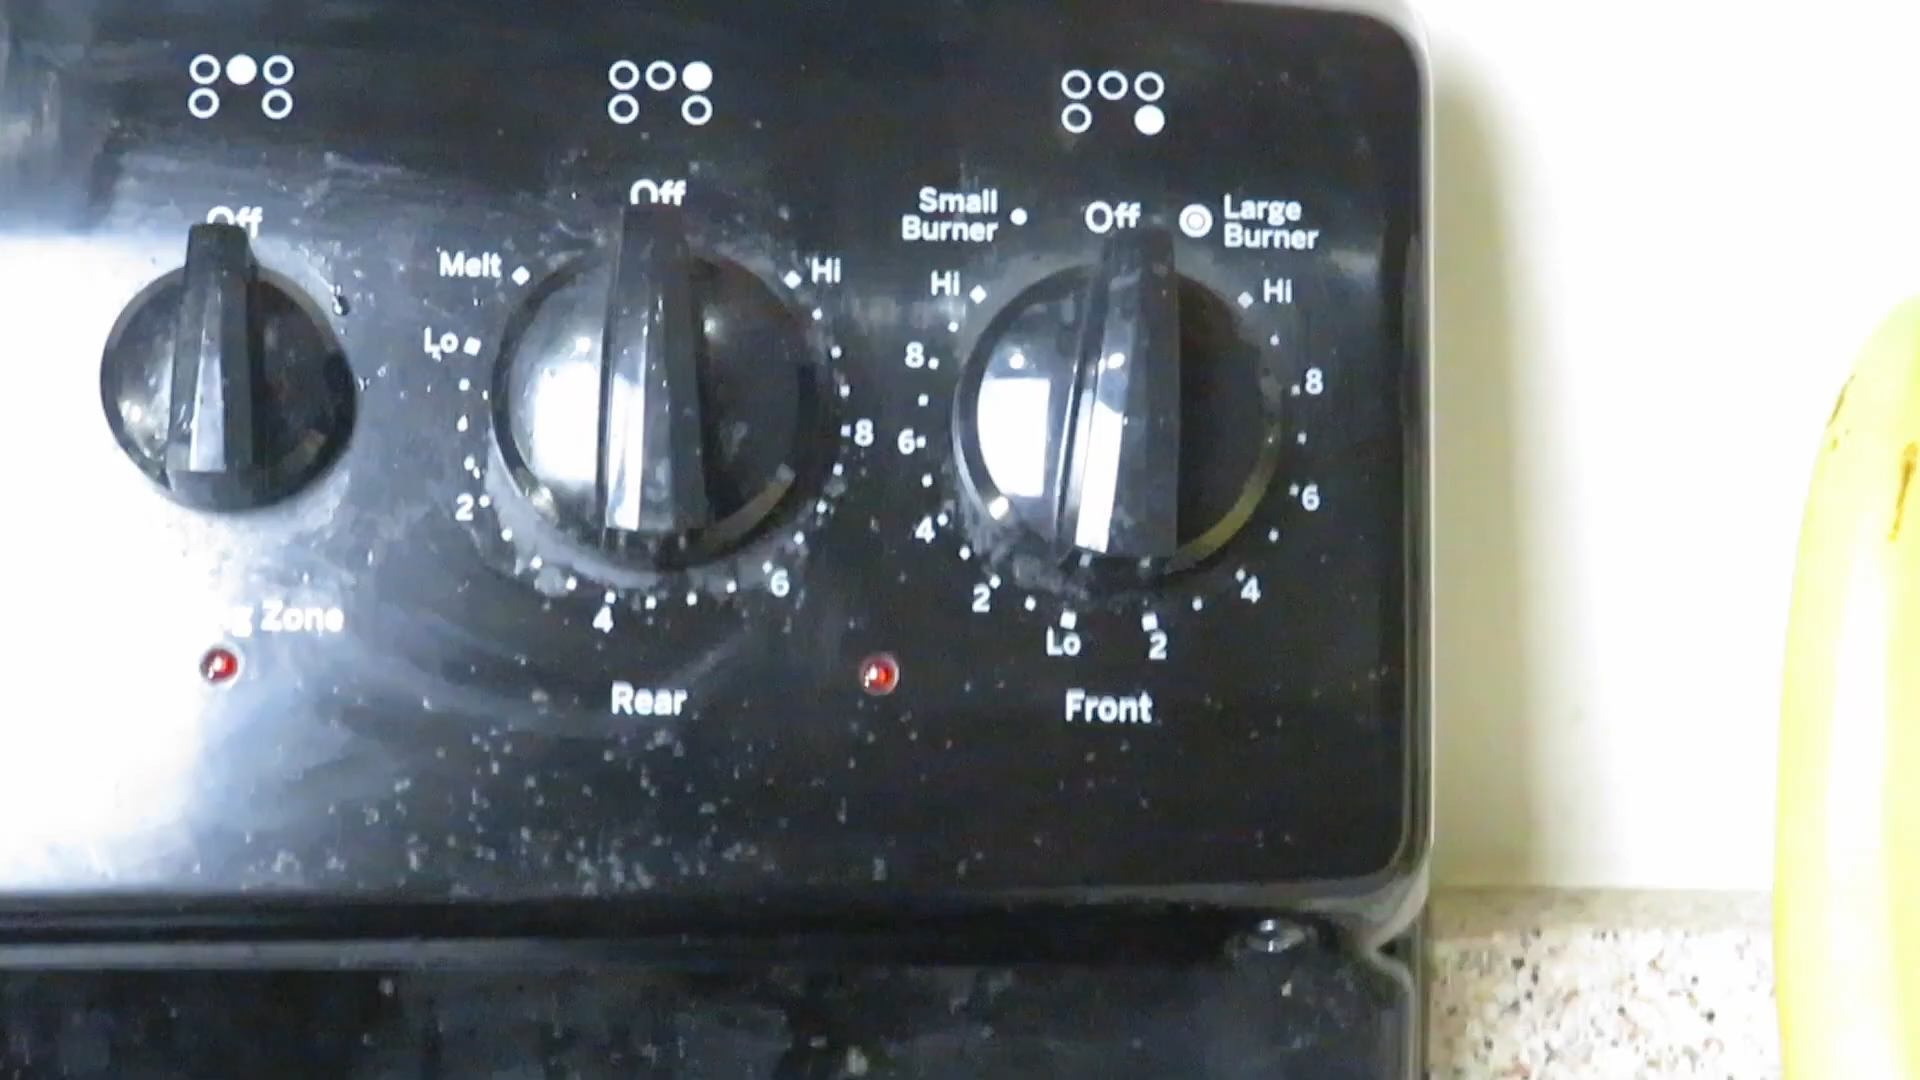 Off
Zone
Off
Melt
Hi
Lo
8
2
6
4
Rear
Small
Burner
Off
Large
Burner
Hi
Hi
8
8
6
6
4
4
2
Lo
2
Front